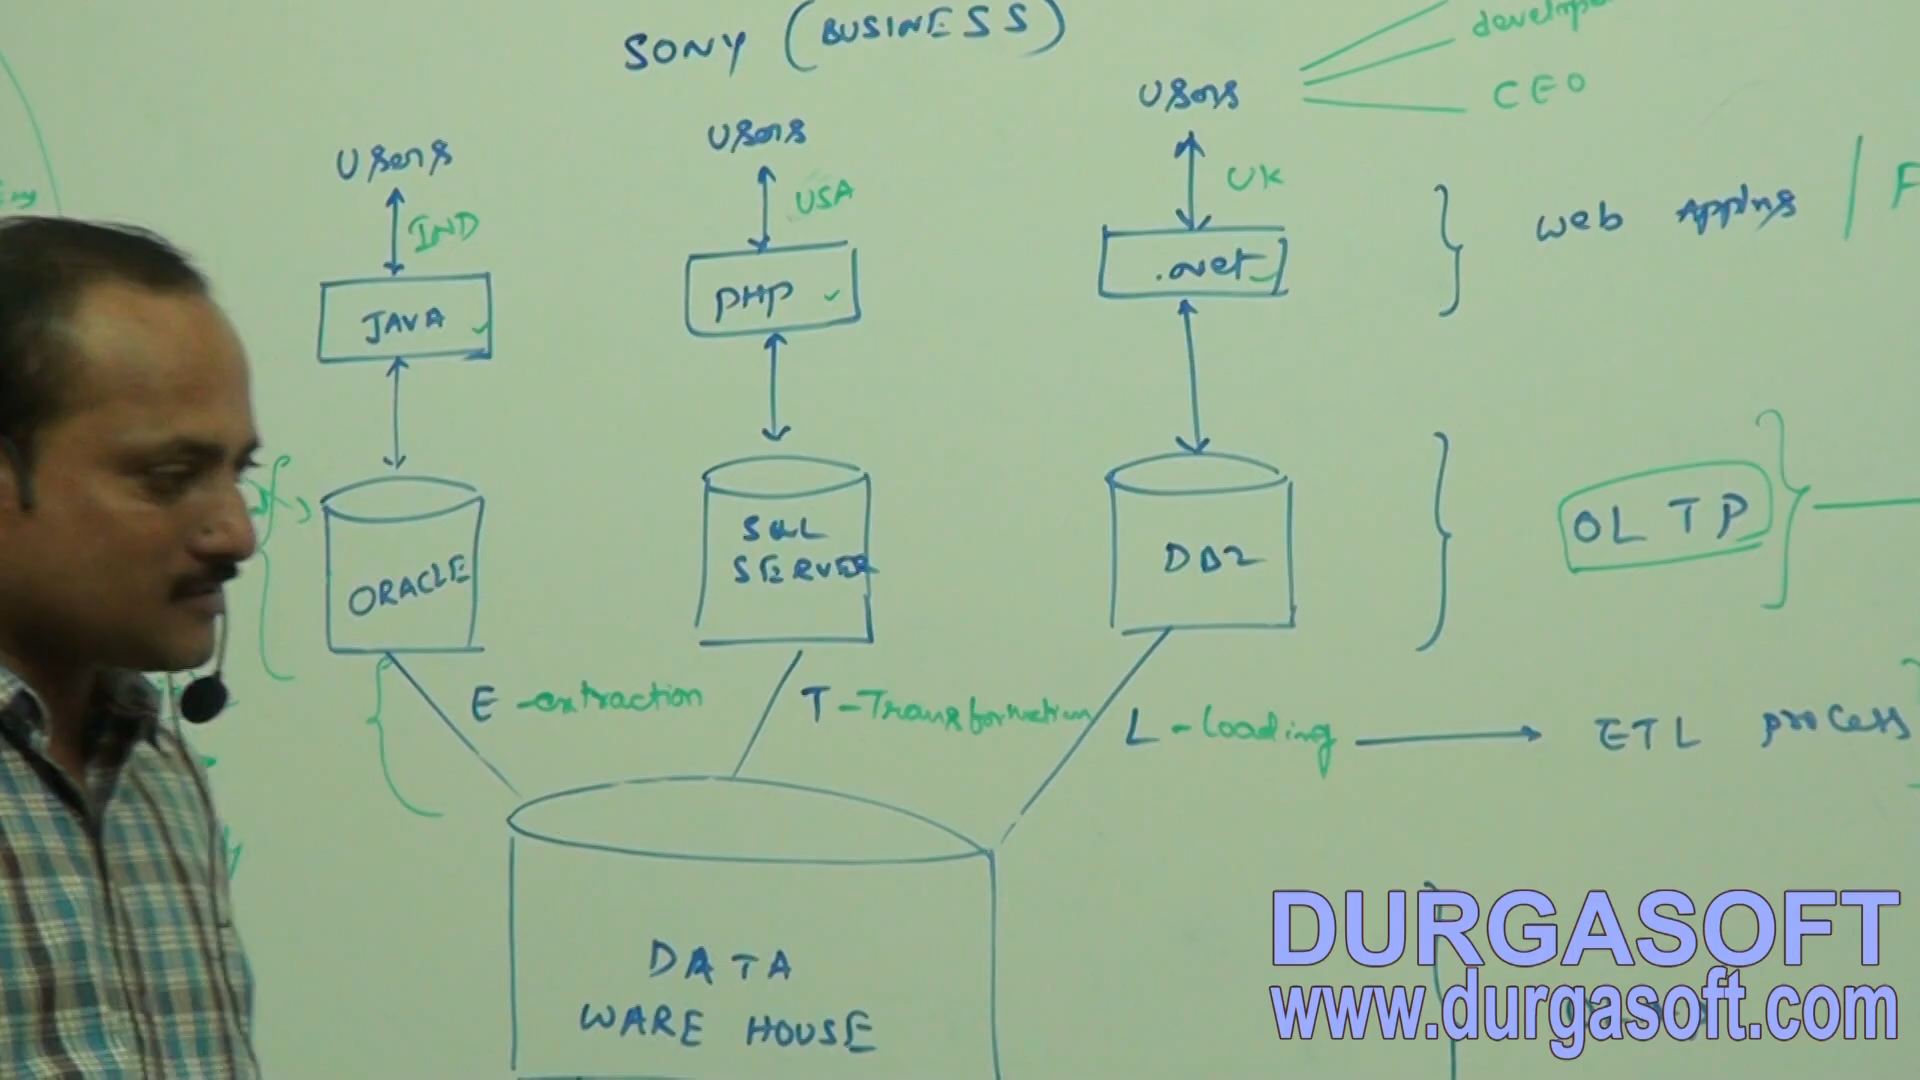 SONY (BUSINESS)
CEO
Users
Users
Users
IND
USA
UK
JAVA
PHP
.net
Web Applns
ORACLE
SQL
SERVER
DB2
OLTP
E - extraction
T - Transformation
L - Loading
ETL process
DATA
WARE HOUSE
DURGASOFT
www.durgasoft.com